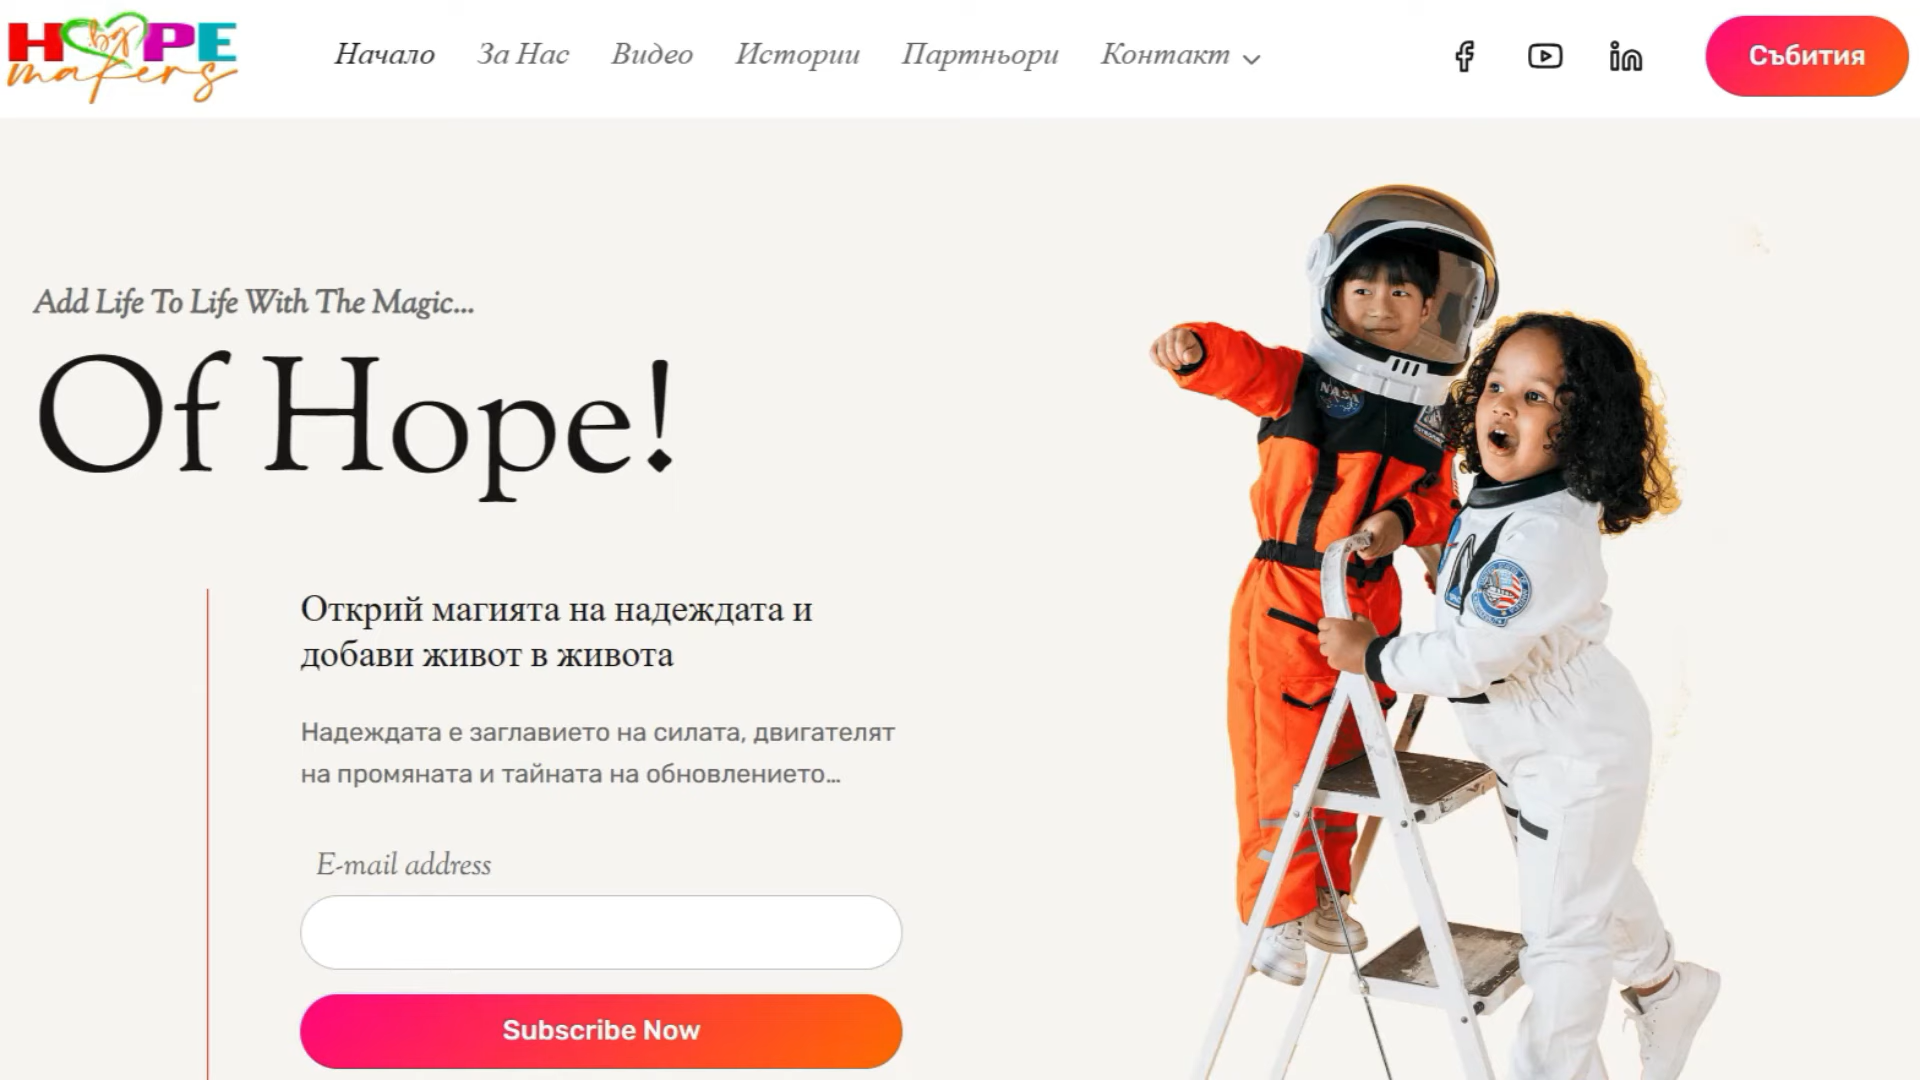 HOPE
bg
makers
Начало За Нас Видео Истории Партньори Контакт
Събития
Add Life To Life With The Magic...
Of Hope!
Открий магията на надеждата и
добави живот в живота
Надеждата е заглавието на силата, двигателят
на промяната и тайната на обновлението...
E-mail address
Subscribe Now
NASA